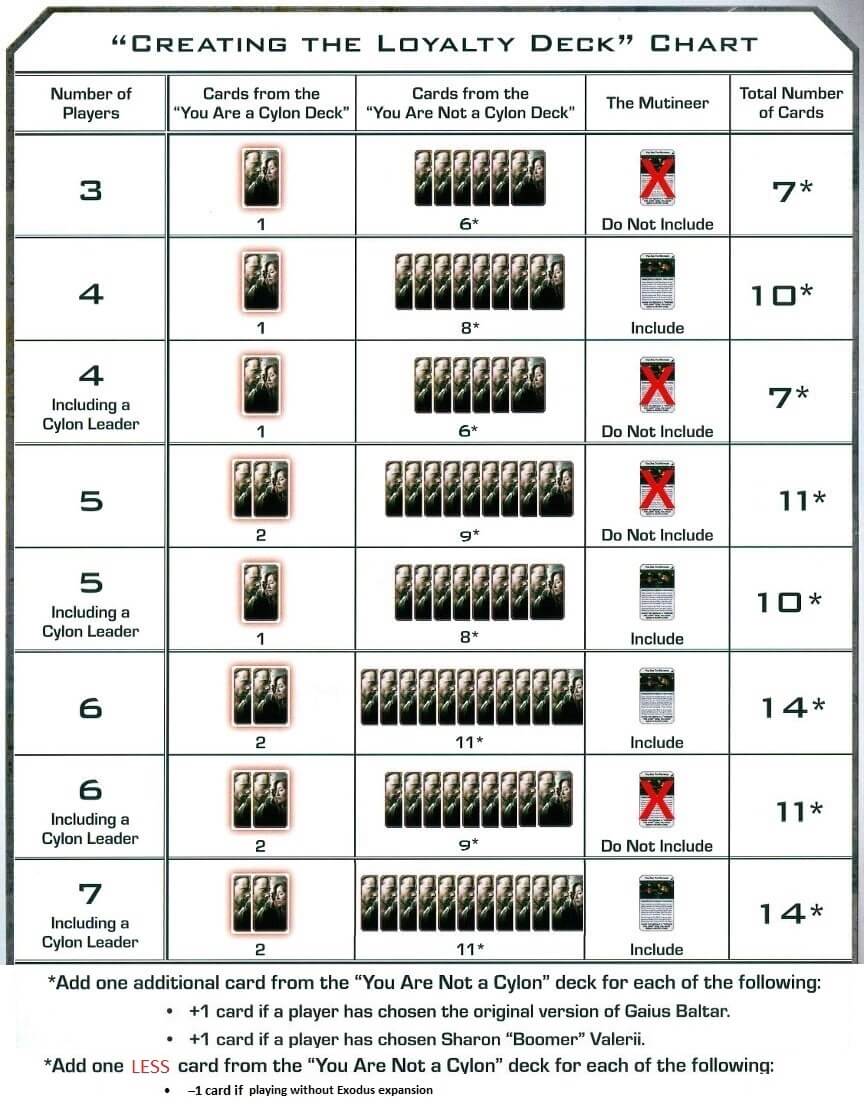 “Creating the Loyalty Deck” Chart
Number of Players
Cards from the “You Are a Cylon Deck”
Cards from the “You Are Not a Cylon Deck”
The Mutineer
Total Number of Cards
3
1
6*
Do Not Include
7*
4
1
8*
Include
10*
4
Including a
Cylon Leader
1
6*
Do Not Include
7*
5
2
9*
Do Not Include
11*
5
Including a
Cylon Leader
1
8*
Include
10*
6
2
11*
Include
14*
6
Including a
Cylon Leader
2
9*
Do Not Include
11*
7
Including a
Cylon Leader
2
11*
Include
14*
*Add one additional card from the “You Are Not a Cylon” deck for each of the following:
• +1 card if a player has chosen the original version of Gaius Baltar.
• +1 card if a player has chosen Sharon “Boomer” Valerii.
*Add one LESS card from the “You Are Not a Cylon” deck for each of the following:
• –1 card if playing without Exodus expansion